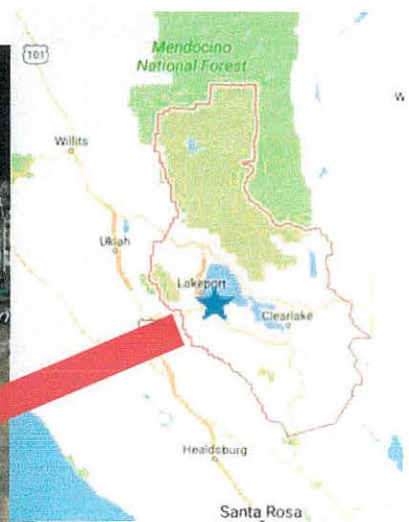 101
Mendocino
National Forest
Willits
Ukiah
Lakeport
Clearlake
Healdsburg
Santa Rosa